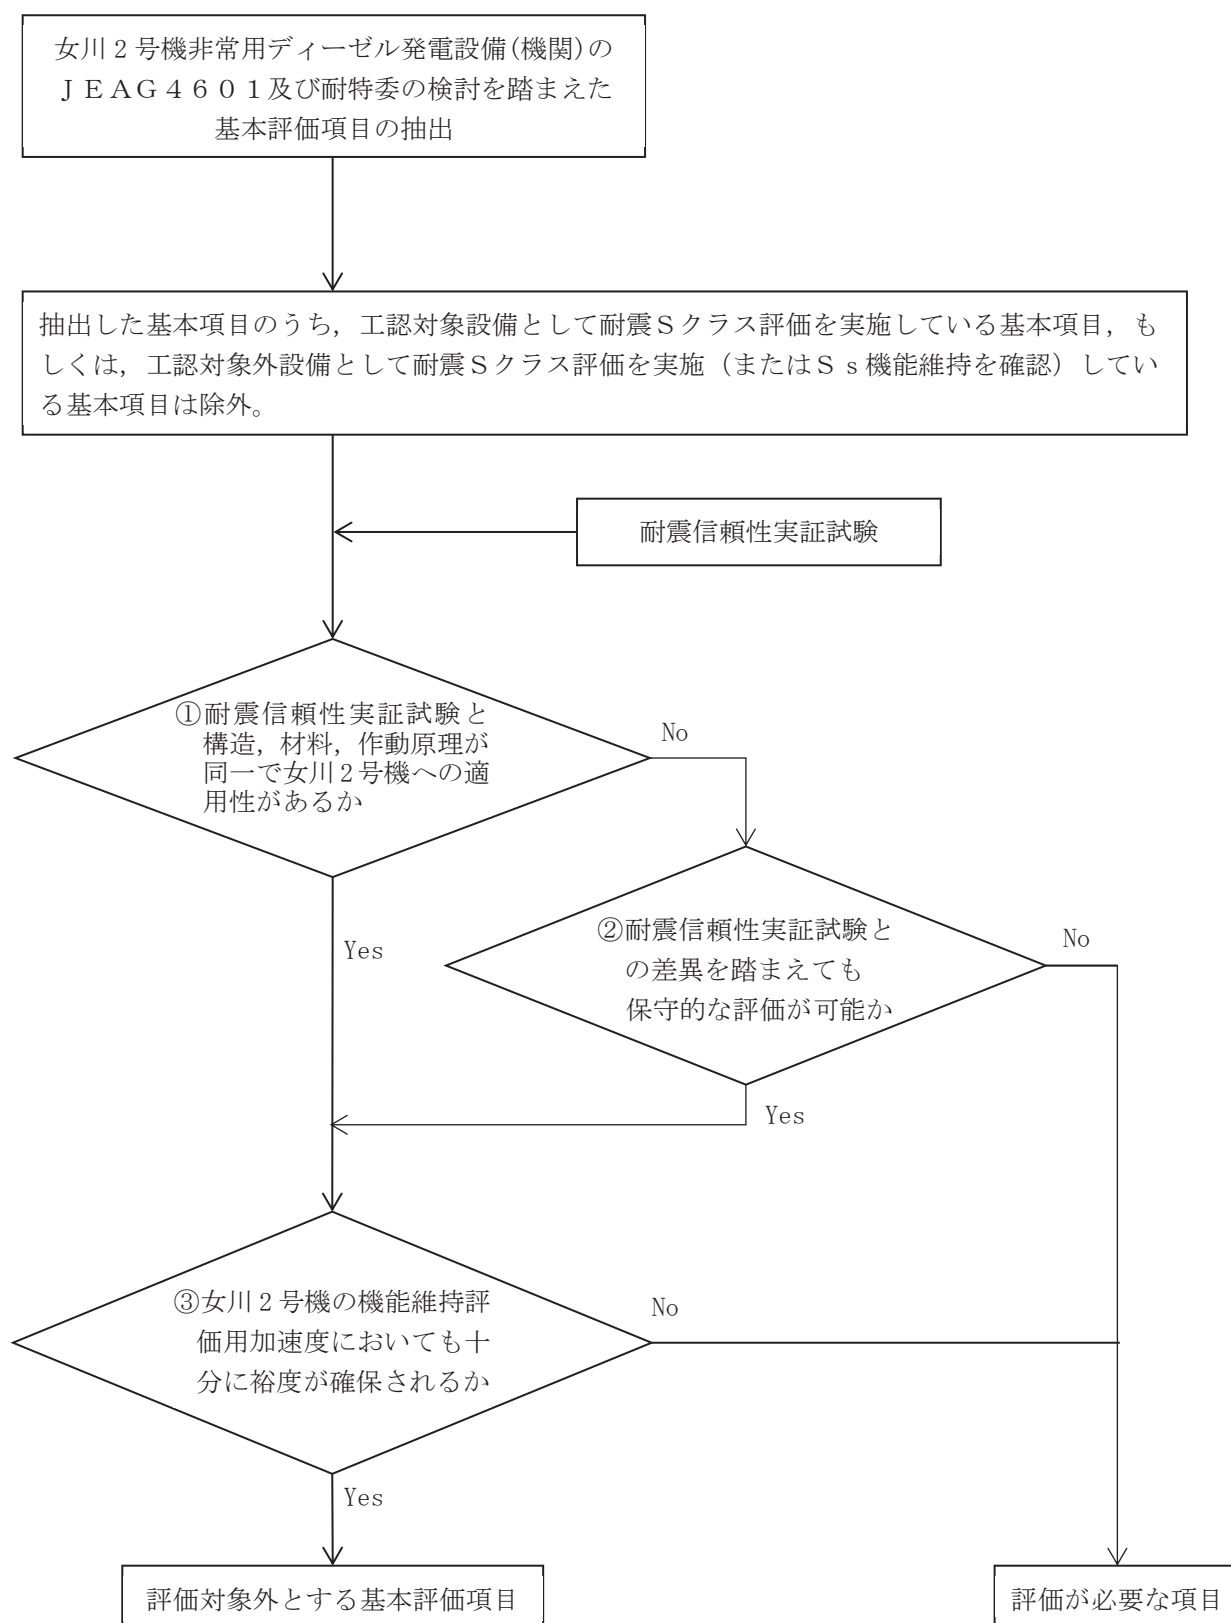 女川２号機非常用ディーゼル発電設備(機関)の
ＪＥＡＧ４６０１及び耐特委の検討を踏まえた
基本評価項目の抽出
抽出した基本項目のうち，工認対象設備として耐震Ｓクラス評価を実施している基本項目，も
しくは，工認対象外設備として耐震Ｓクラス評価を実施（またはＳｓ機能維持を確認）してい
る基本項目は除外。
耐震信頼性実証試験
①耐震信頼性実証試験と
構造，材料，作動原理が
同一で女川２号機への適
用性があるか
No
②耐震信頼性実証試験と
の差異を踏まえても
保守的な評価が可能か
No
Yes
Yes
③女川２号機の機能維持評
価用加速度においても十
分に裕度が確保されるか
No
Yes
評価対象外とする基本評価項目
評価が必要な項目